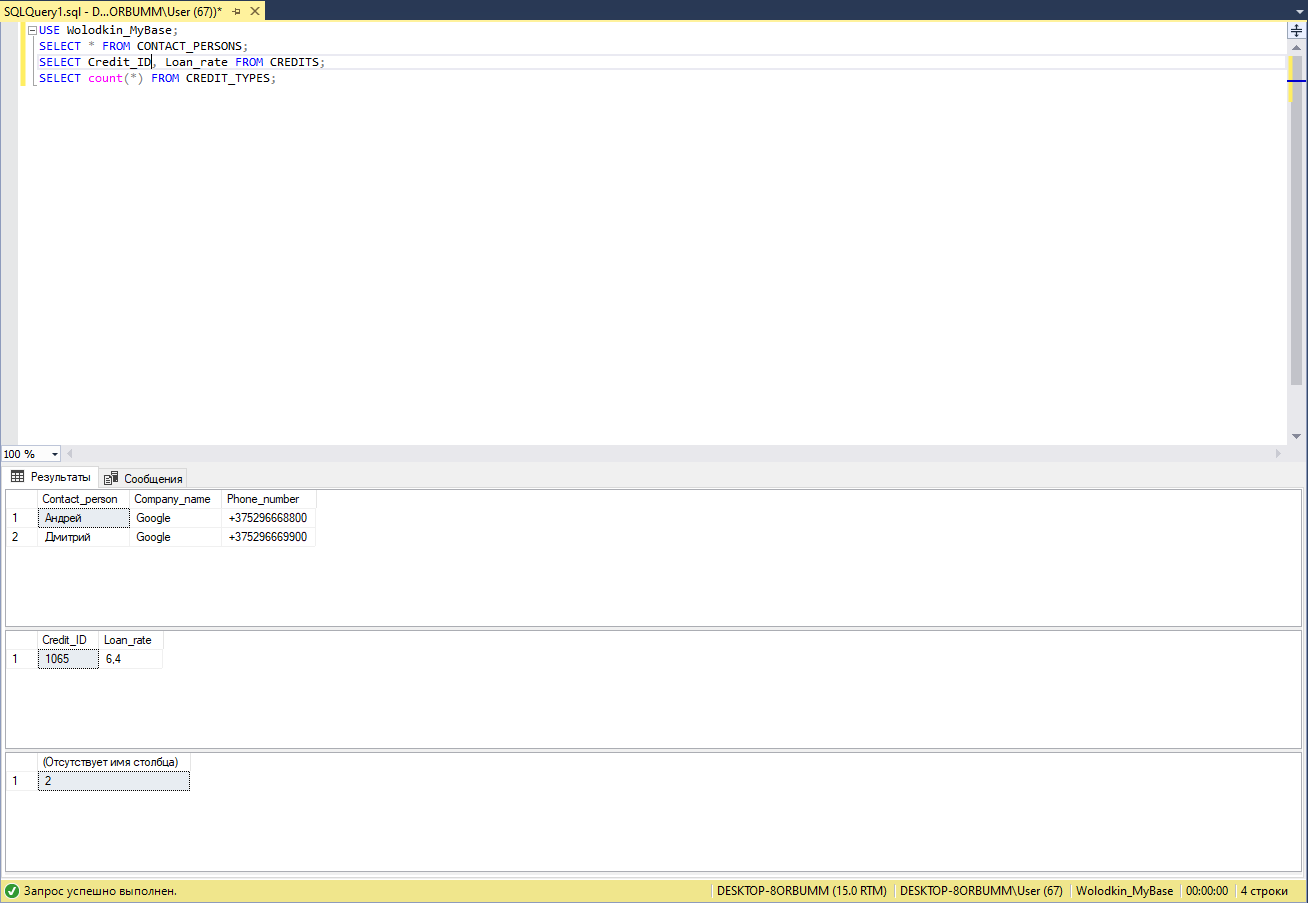 SQLQuery1.sql - D...ORBUMM\User (67))*
USE Wolodkin_MyBase;
SELECT * FROM CONTACT_PERSONS;
SELECT Credit_ID, Loan_rate FROM CREDITS;
SELECT count(*) FROM CREDIT_TYPES;
100 %
Результаты Сообщения
Contact_person Company_name Phone_number
1 Андрей Google +375296668800
2 Дмитрий Google +375296669900
Credit_ID Loan_rate
1 1065 6,4
(Отсутствует имя столбца)
1 2
Запрос успешно выполнен. DESKTOP-8ORBUMM (15.0 RTM) DESKTOP-8ORBUMM\User (67) Wolodkin_MyBase 00:00:00 4 строки